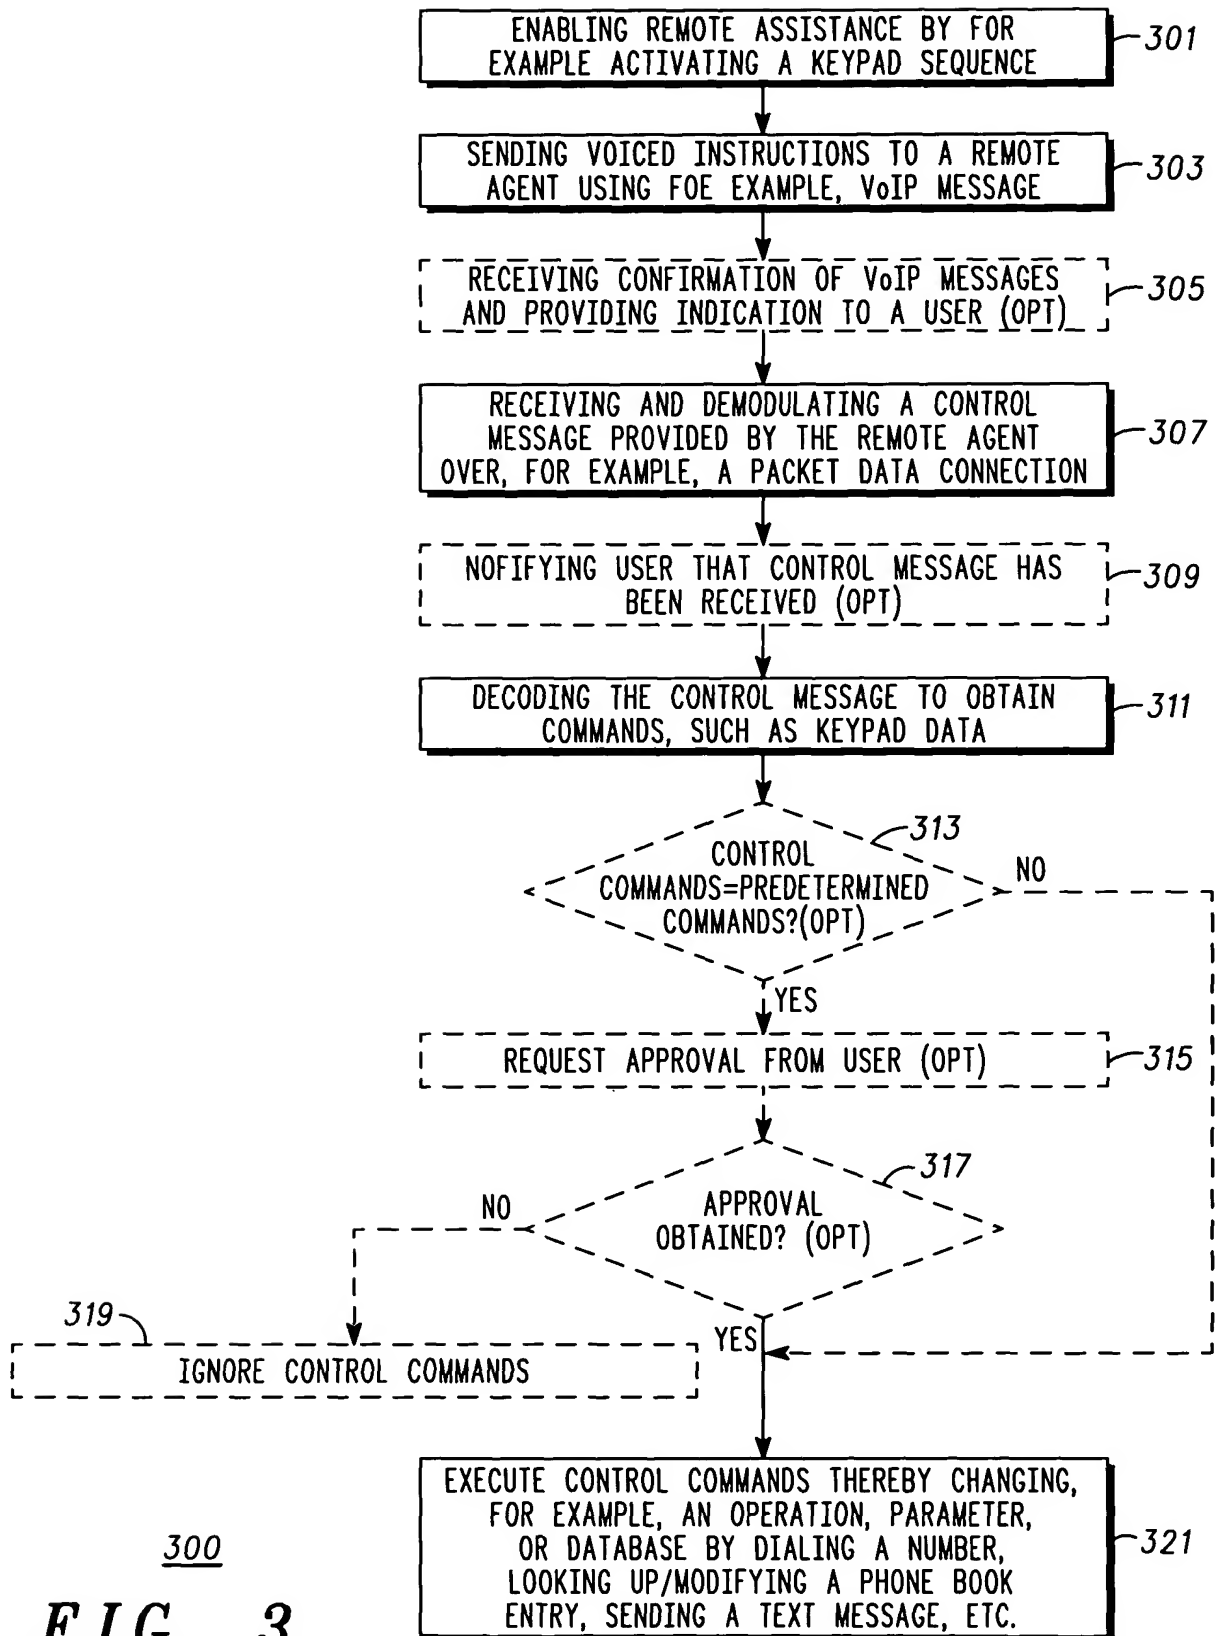 ENABLING REMOTE ASSISTANCE BY FOR
EXAMPLE ACTIVATING A KEYPAD SEQUENCE
301
SENDING VOICED INSTRUCTIONS TO A REMOTE
AGENT USING FOE EXAMPLE, VoIP MESSAGE
303
RECEIVING CONFIRMATION OF VoIP MESSAGES
AND PROVIDING INDICATION TO A USER (OPT)
305
RECEIVING AND DEMODULATING A CONTROL
MESSAGE PROVIDED BY THE REMOTE AGENT
OVER, FOR EXAMPLE, A PACKET DATA CONNECTION
307
NOFIFYING USER THAT CONTROL MESSAGE HAS
BEEN RECEIVED (OPT)
309
DECODING THE CONTROL MESSAGE TO OBTAIN
COMMANDS, SUCH AS KEYPAD DATA
311
313
CONTROL
COMMANDS=PREDETERMINED
COMMANDS?(OPT)
NO
YES
REQUEST APPROVAL FROM USER (OPT)
315
317
APPROVAL
OBTAINED? (OPT)
NO
YES
319
IGNORE CONTROL COMMANDS
EXECUTE CONTROL COMMANDS THEREBY CHANGING,
FOR EXAMPLE, AN OPERATION, PARAMETER,
OR DATABASE BY DIALING A NUMBER,
LOOKING UP/MODIFYING A PHONE BOOK
ENTRY, SENDING A TEXT MESSAGE, ETC.
321
300
FIG. 3